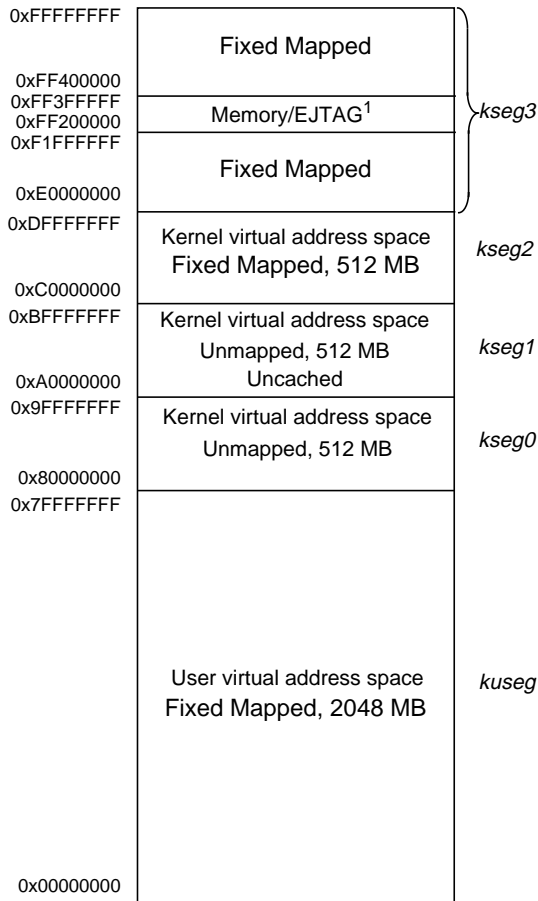 0xFFFFFFFF
Fixed Mapped
0xFF400000
0xFF3FFFFF
Memory/EJTAG1
kseg3
0xFF200000
0xF1FFFFFF
Fixed Mapped
0xE0000000
0xDFFFFFFF
Kernel virtual address space
Fixed Mapped, 512 MB
kseg2
0xC0000000
0xBFFFFFFF
Kernel virtual address space
Unmapped, 512 MB
Uncached
kseg1
0xA0000000
0x9FFFFFFF
Kernel virtual address space
Unmapped, 512 MB
kseg0
0x80000000
0x7FFFFFFF
User virtual address space
Fixed Mapped, 2048 MB
kuseg
0x00000000